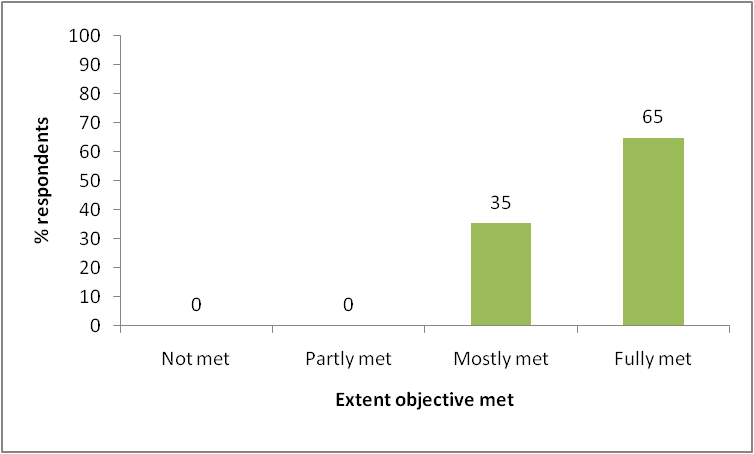 100
90
80
70
60
50
40
30
20
10
0
% respondents
0
0
35
65
Not met
Partly met
Mostly met
Fully met
Extent objective met